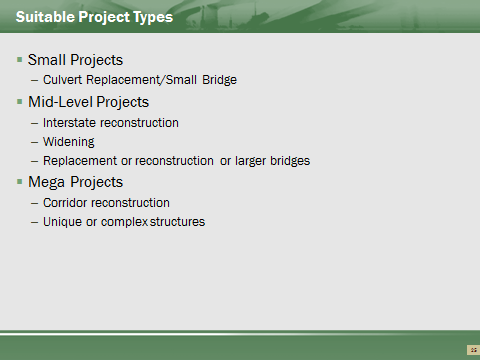 Suitable Project Types
▪ Small Projects
– Culvert Replacement/Small Bridge
▪ Mid-Level Projects
– Interstate reconstruction
– Widening
– Replacement or reconstruction or larger bridges
▪ Mega Projects
– Corridor reconstruction
– Unique or complex structures